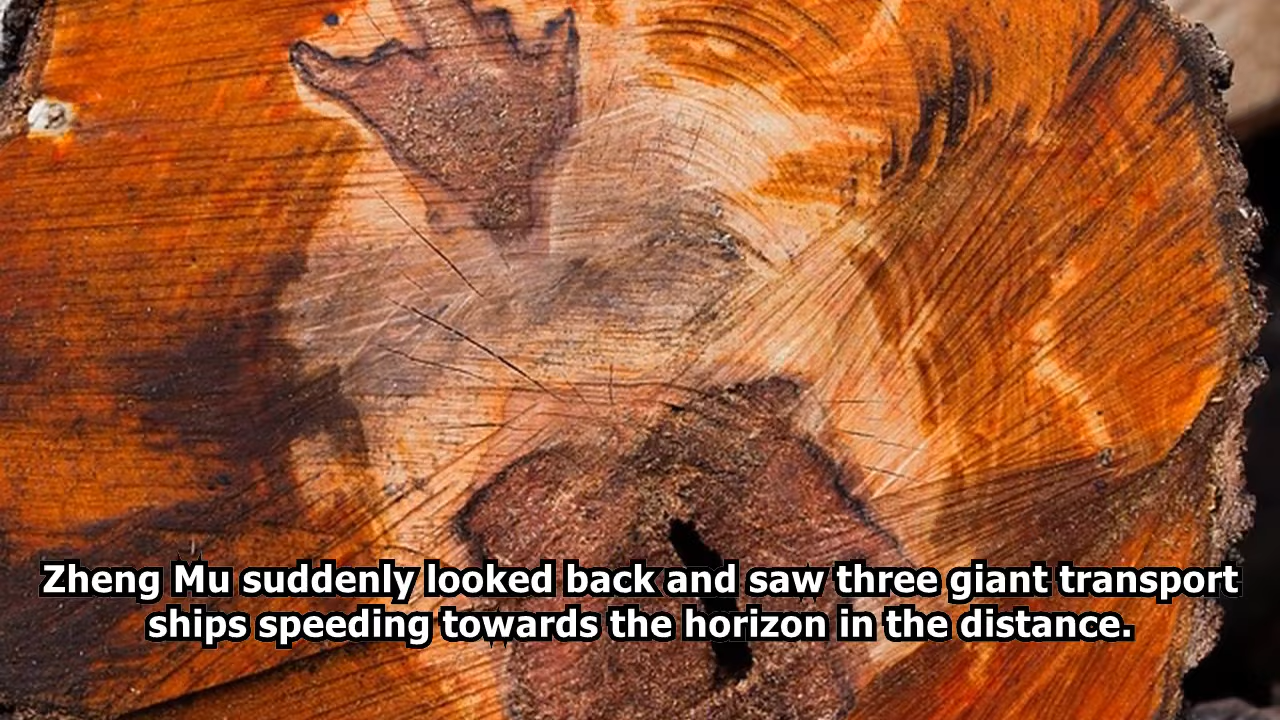 Zheng Mu suddenly looked back and saw three giant transport
ships speeding towards the horizon in the distance.